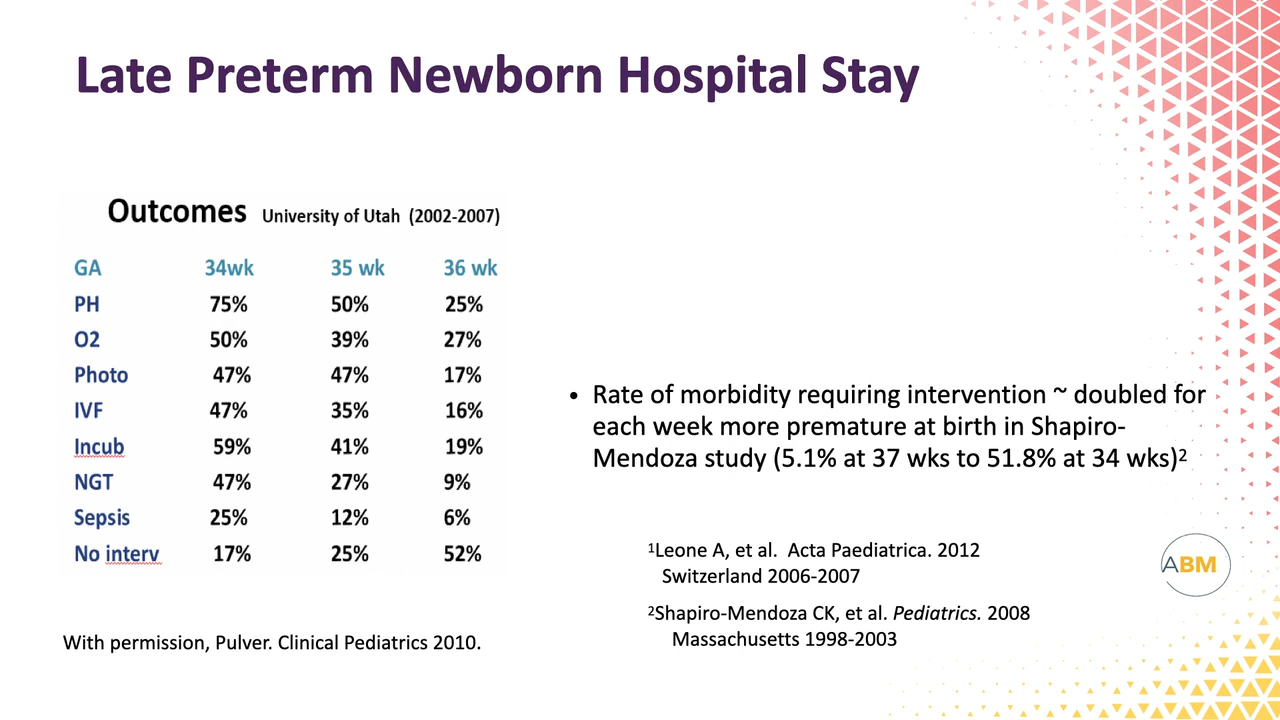 Late Preterm Newborn Hospital Stay
Outcomes University of Utah (2002-2007)
GA 34wk 35 wk 36 wk
PH 75% 50% 25%
O2 50% 39% 27%
Photo 47% 47% 17%
IVF 47% 35% 16%
Incub 59% 41% 19%
NGT 47% 27% 9%
Sepsis 25% 12% 6%
No interv 17% 25% 52%
With permission, Pulver. Clinical Pediatrics 2010.
• Rate of morbidity requiring intervention ~ doubled for
each week more premature at birth in Shapiro-
Mendoza study (5.1% at 37 wks to 51.8% at 34 wks)2
1Leone A, et al. Acta Paediatrica. 2012
Switzerland 2006-2007
2Shapiro-Mendoza CK, et al. Pediatrics. 2008
Massachusetts 1998-2003
ABM